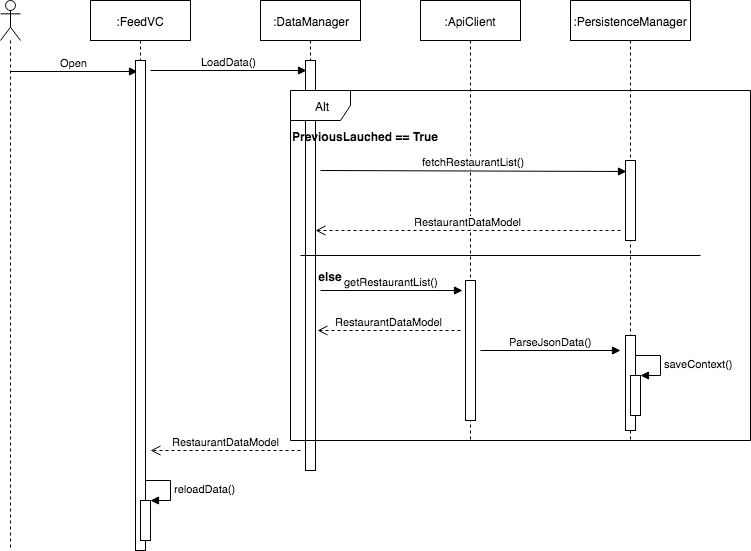 :FeedVC
:DataManager
:ApiClient
:PersistenceManager
Open
LoadData()
Alt
PreviousLauched == True
fetchRestaurantList()
RestaurantDataModel
else
getRestaurantList()
RestaurantDataModel
ParseJsonData()
saveContext()
RestaurantDataModel
reloadData()